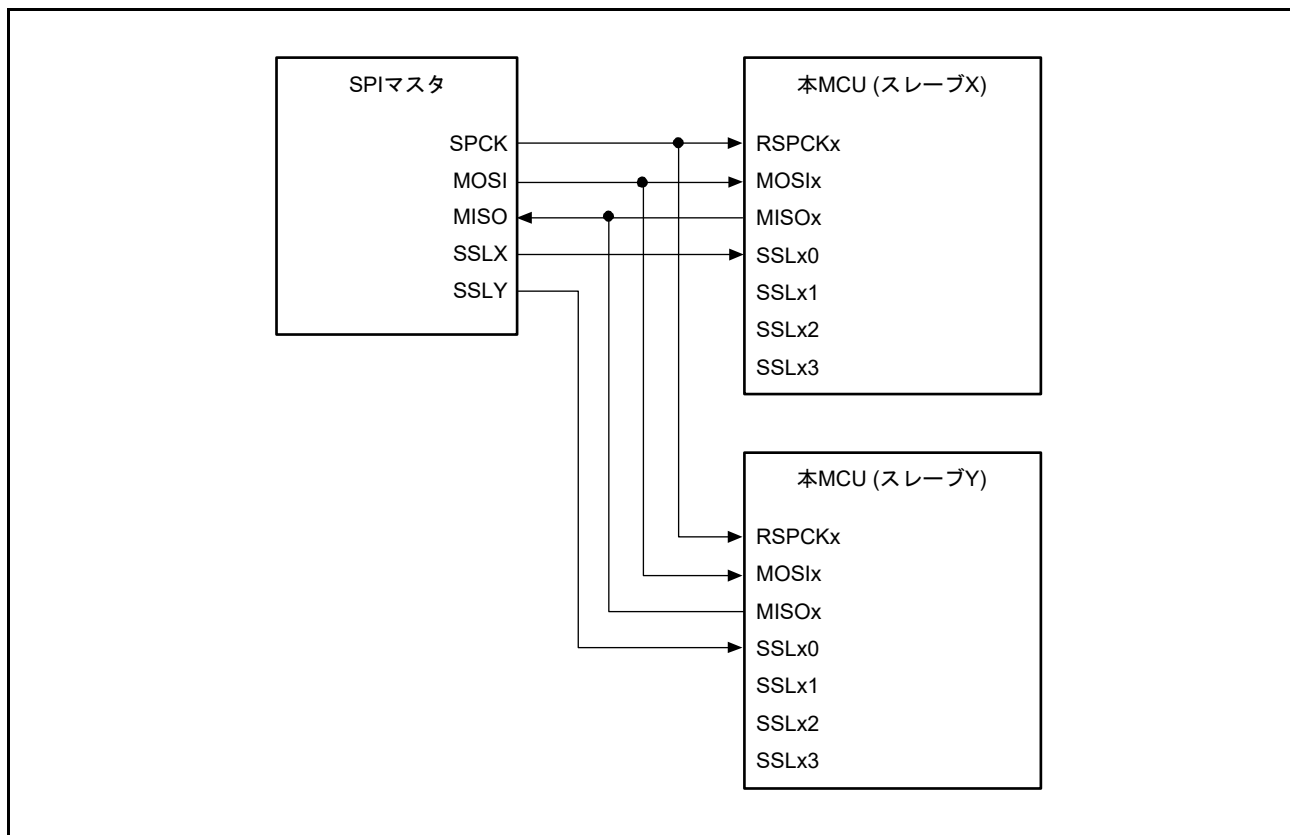 SPIマスタ
SPCK
MOSI
MISO
SSLX
SSLY
本MCU (スレーブX)
RSPCKx
MOSIx
MISOx
SSLx0
SSLx1
SSLx2
SSLx3
本MCU (スレーブY)
RSPCKx
MOSIx
MISOx
SSLx0
SSLx1
SSLx2
SSLx3